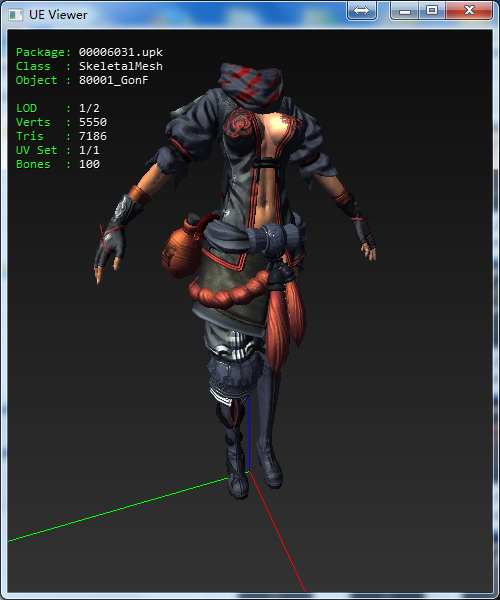 UE Viewer
Package: 00006031.upk
Class : SkeletalMesh
Object : 80001_GonF
LOD : 1/2
Verts : 5550
Tris : 7186
UV Set : 1/1
Bones : 100